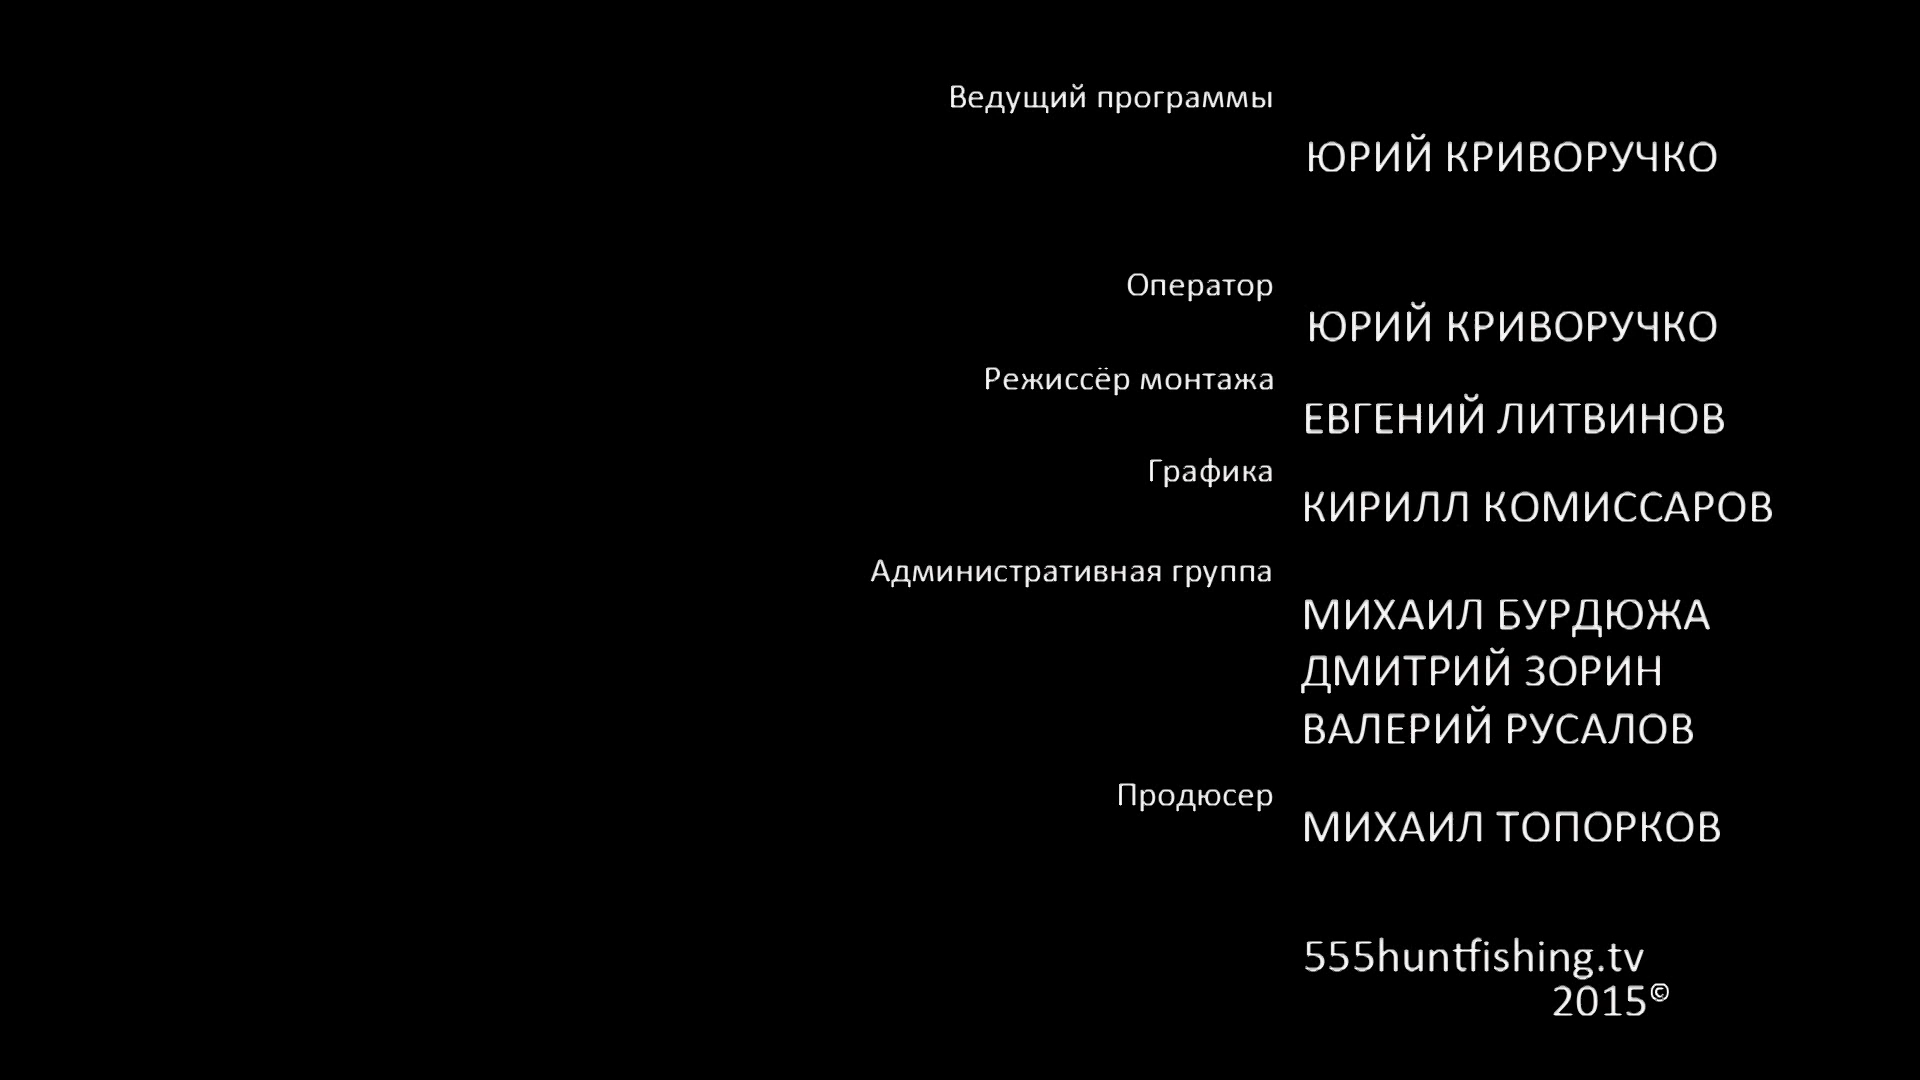 Ведущий программы
ЮРИЙ КРИВОРУЧКО
Оператор
ЮРИЙ КРИВОРУЧКО
Режиссёр монтажа
ЕВГЕНИЙ ЛИТВИНОВ
Графика
КИРИЛЛ КОМИССАРОВ
Административная группа
МИХАИЛ БУРДЮЖА
ДМИТРИЙ ЗОРИН
ВАЛЕРИЙ РУСАЛОВ
Продюсер
МИХАИЛ ТОПОРКОВ
555huntfishing.tv
2015©